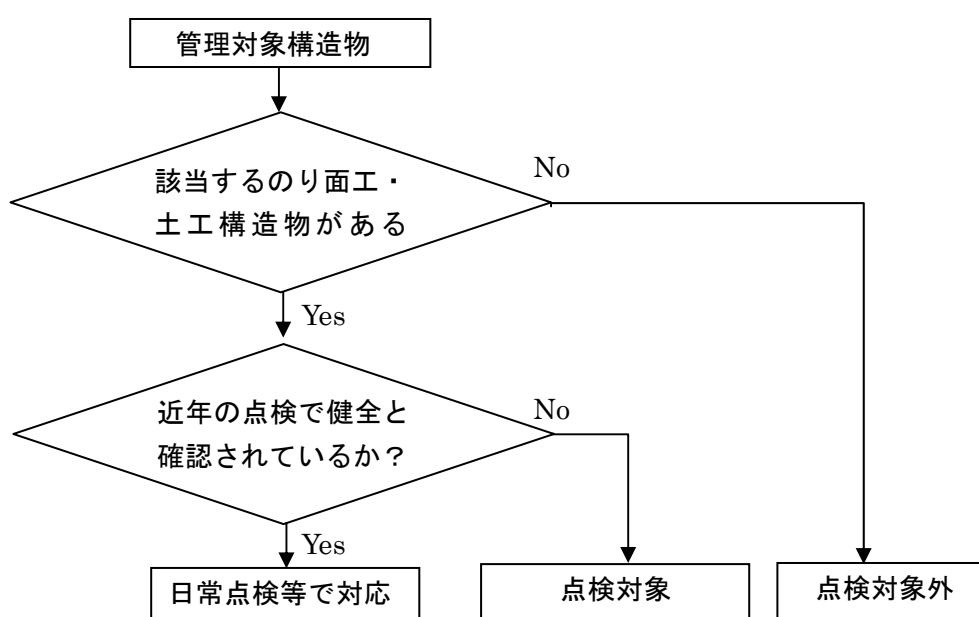 管理対象構造物
該当するのり面工・
土工構造物がある
No
Yes
近年の点検で健全と
確認されているか？
No
Yes
日常点検等で対応
点検対象
点検対象外